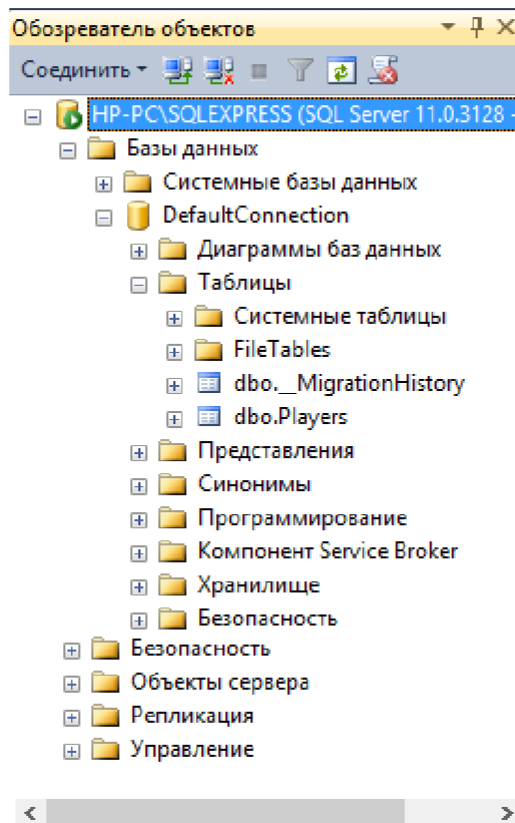 Обозреватель объектов
Соединить
HP-PC\SQLEXPRESS (SQL Server 11.0.3128 -
Базы данных
Системные базы данных
DefaultConnection
Диаграммы баз данных
Таблицы
Системные таблицы
FileTables
dbo.__MigrationHistory
dbo.Players
Представления
Синонимы
Программирование
Компонент Service Broker
Хранилище
Безопасность
Безопасность
Объекты сервера
Репликация
Управление